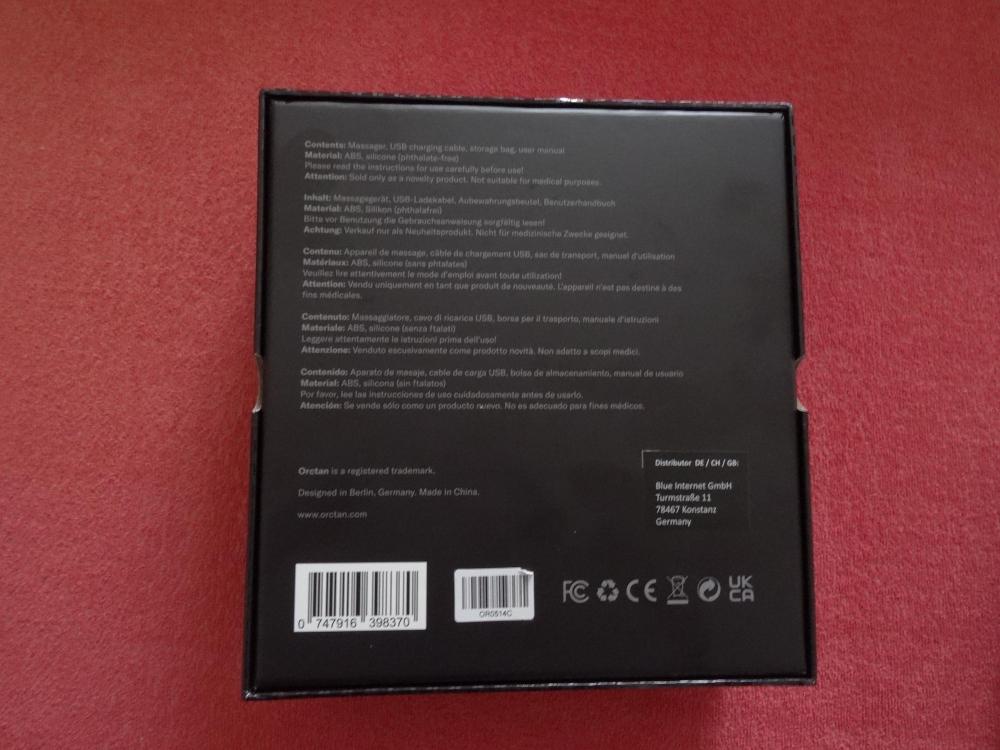 Contents: Massager, USB charging cable, storage bag, user manual
Material: ABS, silicone (phthalate-free)
Please read the instructions for use carefully before use!
Attention: Sold only as a novelty product. Not suitable for medical purposes.
Inhalt: Massagegerät, USB-Ladekabel, Aubewahrungsbeutel, Benutzerhandbuch
Material: ABS, Silikon (phthalafrei)
Bitte vor Benutzung die Gebrauchsanweisung sorgfältig lesen!
Achtung: Verkauf nur als Neuheitsprodukt. Nicht für medizinische Zwecke geeignet.
Contenu: Appareil de massage, câble de chargement USB, sac de transport, manuel d'utilisation
Matériaux: ABS, silicone (sans phtalates)
Veuillez lire attentivement le mode d'emploi avant toute utilization!
Attention: Vendu uniquement en tant que produit de nouveauté. L'appareil n'est pas destiné à des
fins médicales.
Contenuto: Massaggiatore, cavo di ricarica USB, borsa per il trasporto, manuale d'istruzioni
Materiale: ABS, silicone (senza ftalati)
Leggere attentamente le istruzioni prima dell'uso!
Attenzione: Venduto escusivamente come prodotto novità. Non adatto a scopi medici.
Contenido: Aparato de masaje, cable de carga USB, bolsa de almacenamiento, manual de usuario
Material: ABS, silicona (sin ftalatos)
Por favor, lee las instrucciones de uso cuidadosamente antes de usarlo.
Atención: Se vende sólo como un producto nuevo. No es adecuado para fines médicos.
Orctan is a registered trademark.
Designed in Berlin, Germany. Made in China.
www.orctan.com
Distributor DE / CH / GB:
Blue Internet GmbH
Turmstraße 11
78467 Konstanz
Germany
0 747916 398370
OR0514C
FC CE UK CA